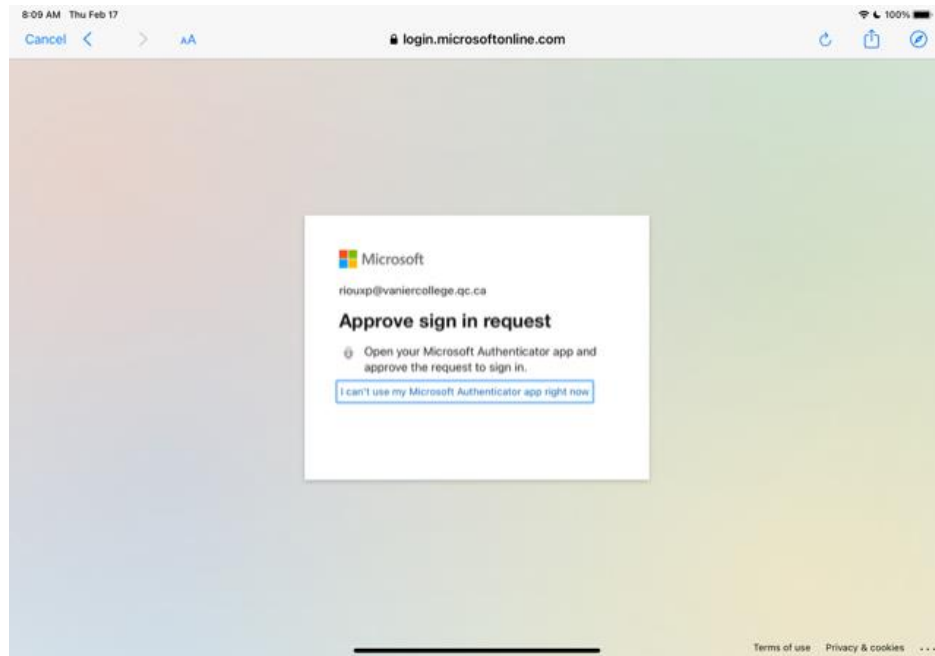 8:09 AM Thu Feb 17
100%
Cancel
AA
login.microsoftonline.com
Microsoft
riouxp@vaniercollege.qc.ca
Approve sign in request
Open your Microsoft Authenticator app and
approve the request to sign in.
I can't use my Microsoft Authenticator app right now
Terms of use Privacy & cookies ...